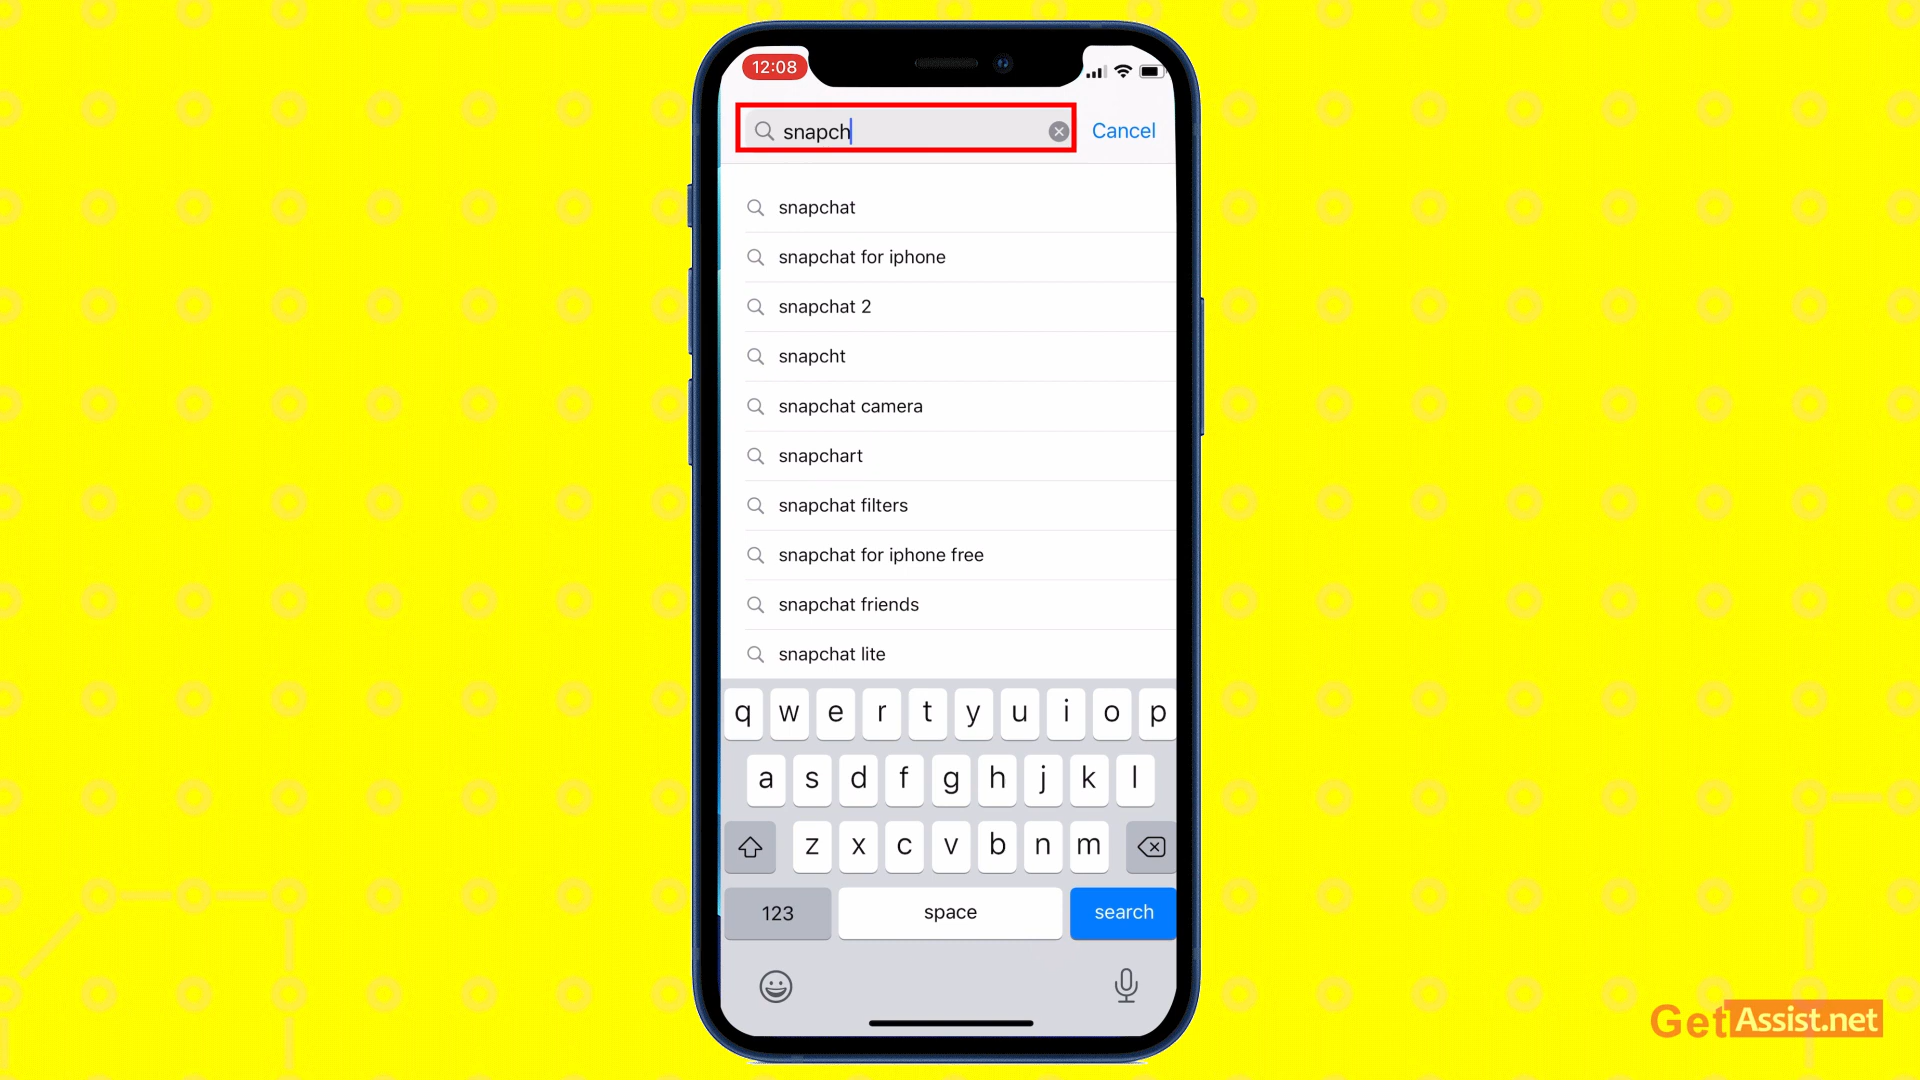 12:08
snapch
Cancel
snapchat
snapchat for iphone
snapchat 2
snapcht
snapchat camera
snapchart
snapchat filters
snapchat for iphone free
snapchat friends
snapchat lite
q w e r t y u i o p
a s d f g h j k l
z x c v b n m
123 space search
GetAssist.net